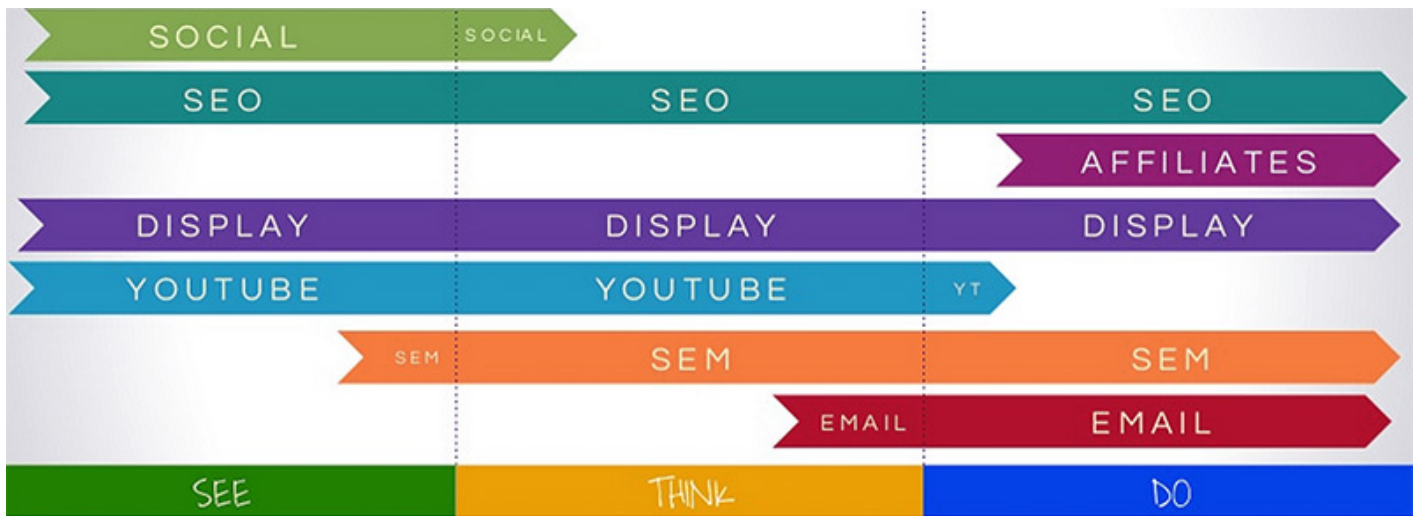 SOCIAL SOCIAL
SEO SEO SEO
AFFILIATES
DISPLAY DISPLAY DISPLAY
YOUTUBE YOUTUBE YT
SEM SEM SEM
EMAIL EMAIL
SEE THINK DO